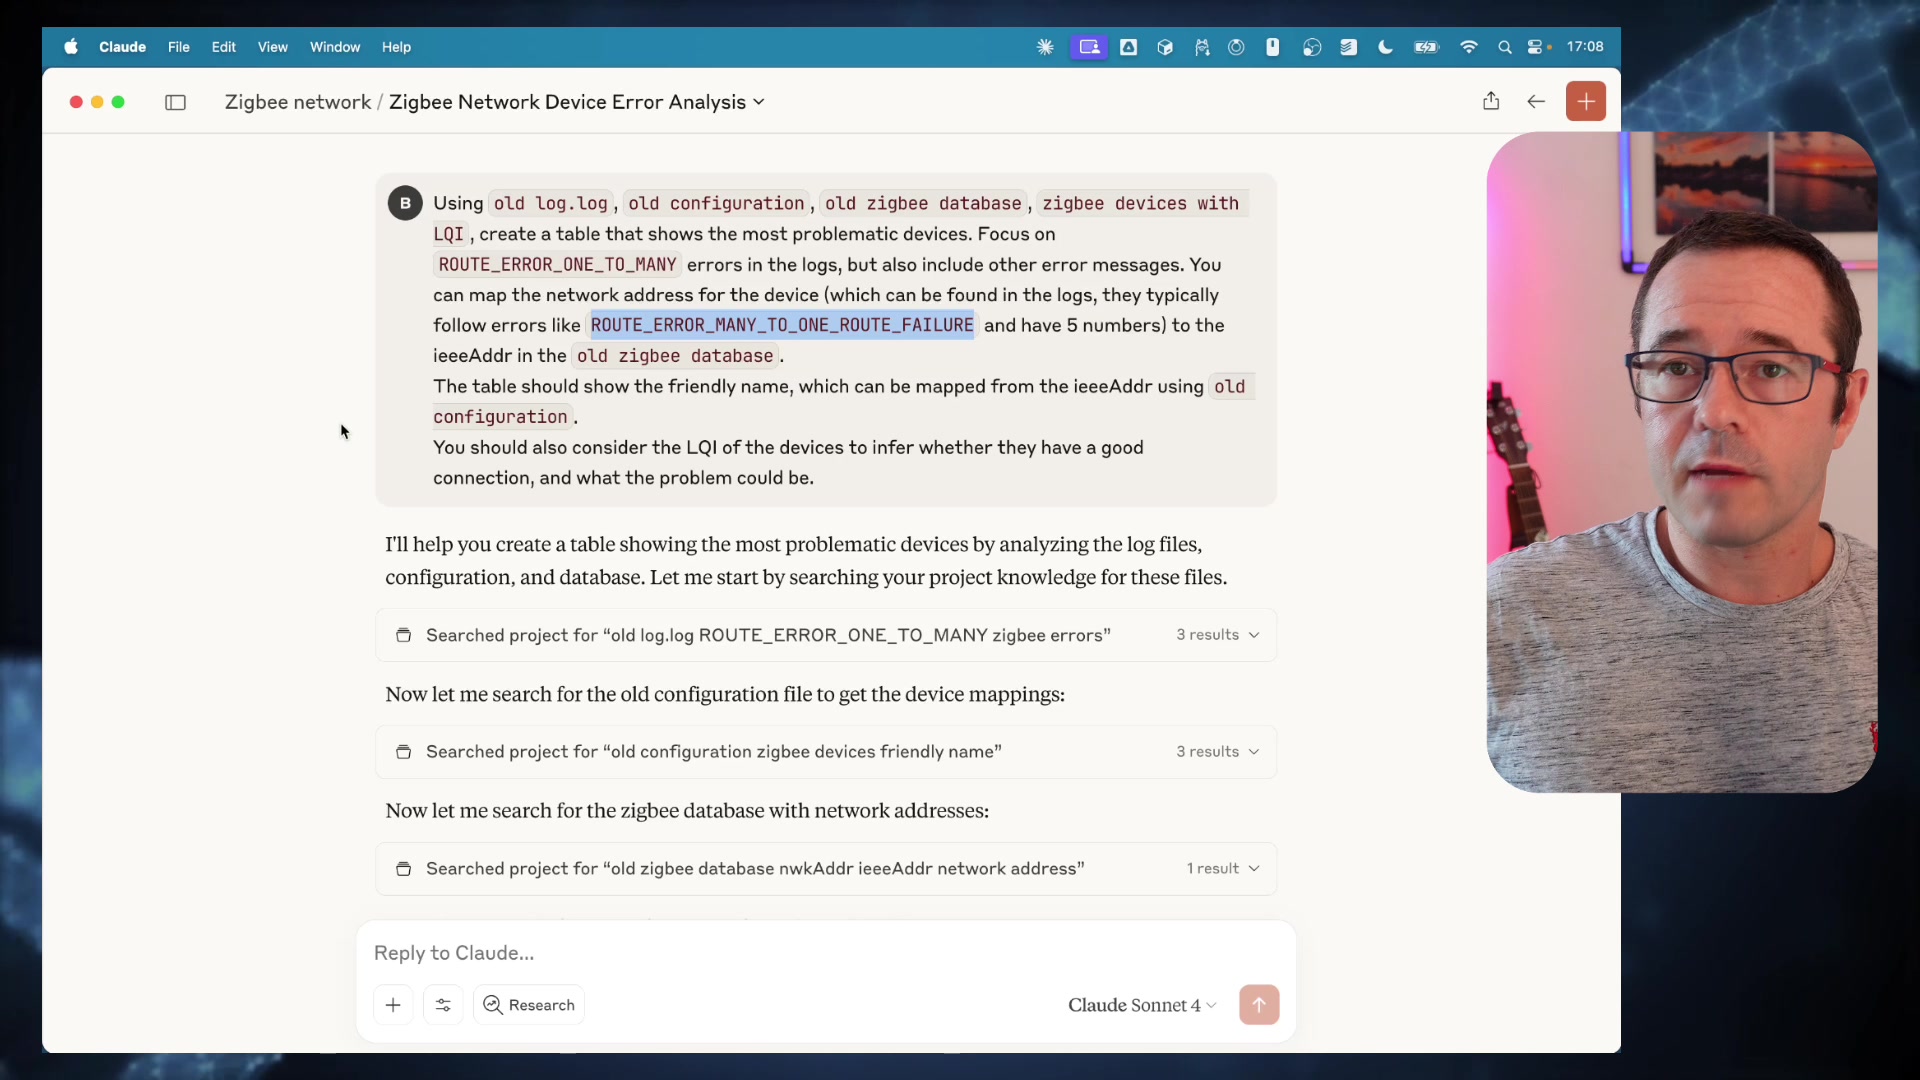 Claude File Edit View Window Help 17:08
Zigbee network / Zigbee Network Device Error Analysis
B
Using old log.log, old configuration, old zigbee database, zigbee devices with
LQI, create a table that shows the most problematic devices. Focus on
ROUTE_ERROR_ONE_TO_MANY errors in the logs, but also include other error messages. You
can map the network address for the device (which can be found in the logs, they typically
follow errors like ROUTE_ERROR_MANY_TO_ONE_ROUTE_FAILURE and have 5 numbers) to the
ieeeAddr in the old zigbee database.
The table should show the friendly name, which can be mapped from the ieeeAddr using old
configuration.
You should also consider the LQI of the devices to infer whether they have a good
connection, and what the problem could be.
I'll help you create a table showing the most problematic devices by analyzing the log files,
configuration, and database. Let me start by searching your project knowledge for these files.
Searched project for “old log.log ROUTE_ERROR_ONE_TO_MANY zigbee errors” 3 results
Now let me search for the old configuration file to get the device mappings:
Searched project for “old configuration zigbee devices friendly name” 3 results
Now let me search for the zigbee database with network addresses:
Searched project for “old zigbee database nwkAddr ieeeAddr network address” 1 result
Reply to Claude...
Research Claude Sonnet 4